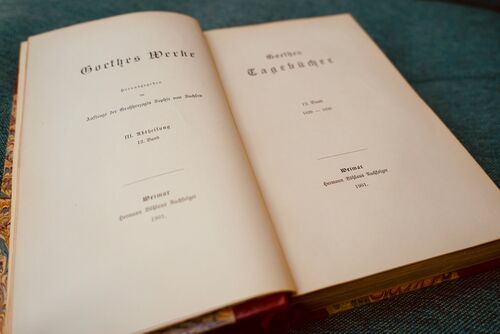 Goethes Werke
Herausgegeben
im
Auftrage der Großherzogin Sophie von Sachsen
III. Abtheilung
12. Band
Weimar
Hermann Böhlaus Nachfolger
1901.
Goethes
Tagebücher
12. Band
Weimar
Hermann Böhlaus Nachfolger
1901.